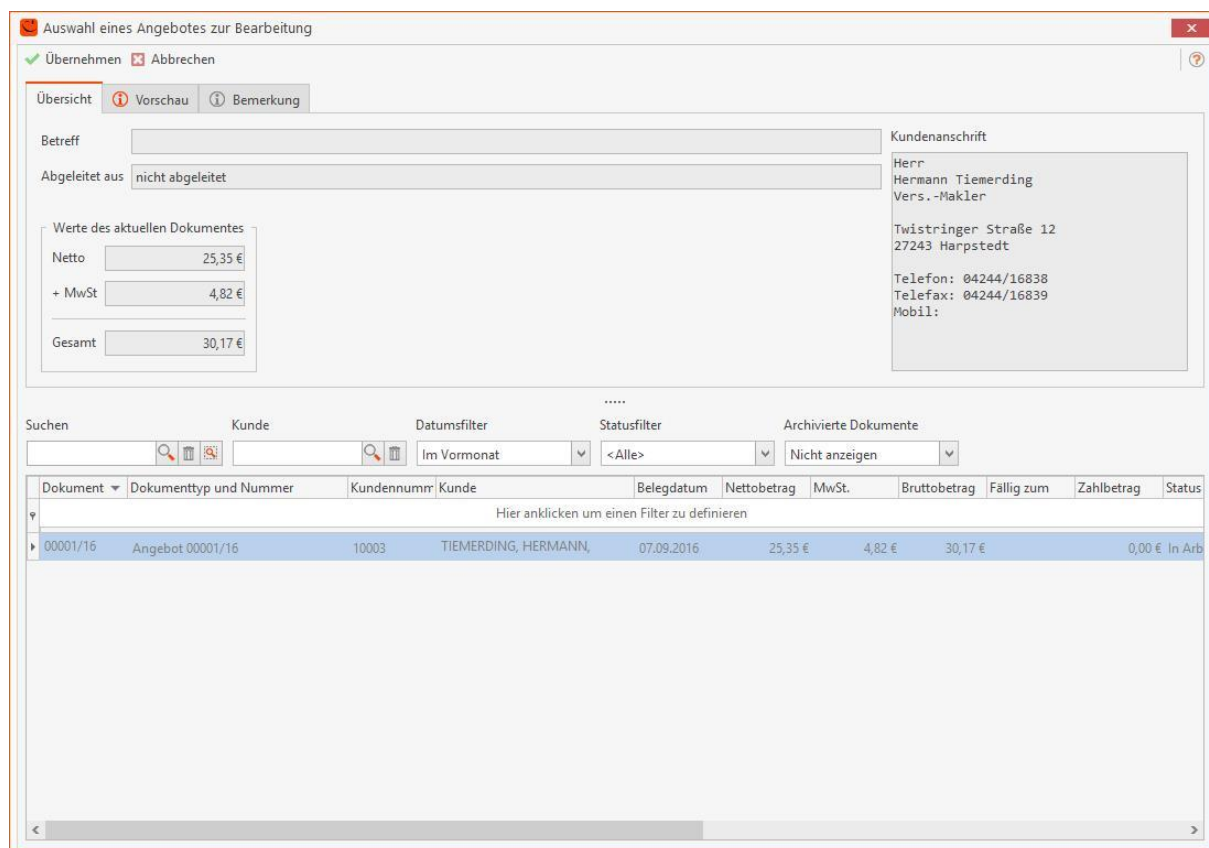 Auswahl eines Angebotes zur Bearbeitung
Übernehmen Abbrechen
Übersicht Vorschau Bemerkung
Betreff
Abgeleitet aus nicht abgeleitet
Werte des aktuellen Dokumentes
Netto 25,35 €
+ MwSt 4,82 €
Gesamt 30,17 €
Kundenanschrift
Herr
Hermann Tiemerding
Vers.-Makler
Twistringer Straße 12
27243 Harpstedt
Telefon: 04244/16838
Telefax: 04244/16839
Mobil:
Suchen Kunde Datumsfilter Statusfilter Archivierte Dokumente
Im Vormonat <Alle> Nicht anzeigen
Dokument Dokumenttyp und Nummer Kundennumm Kunde Belegdatum Nettobetrag MwSt. Bruttobetrag Fällig zum Zahlbetrag Status
Hier anklicken um einen Filter zu definieren
00001/16 Angebot 00001/16 10003 TIEMERDING, HERMANN, 07.09.2016 25,35 € 4,82 € 30,17 € 0,00 € In Arb